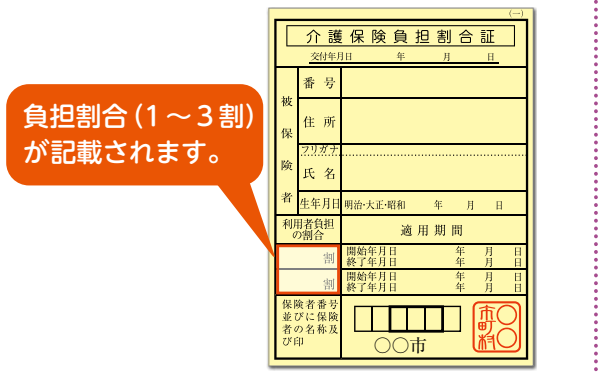 (一)
介護保険負担割合証
交付年月日 年 月 日
負担割合(1～3割)
が記載されます。
被保険者
番号
住所
フリガナ
氏名
生年月日 明治・大正・昭和 年 月 日
利用者負担
の割合
適用期間
割
開始年月日 年 月 日
終了年月日 年 月 日
割
開始年月日 年 月 日
終了年月日 年 月 日
保険者番号
並びに保険
者の名称及
び印
〇〇市
市町村
〇〇